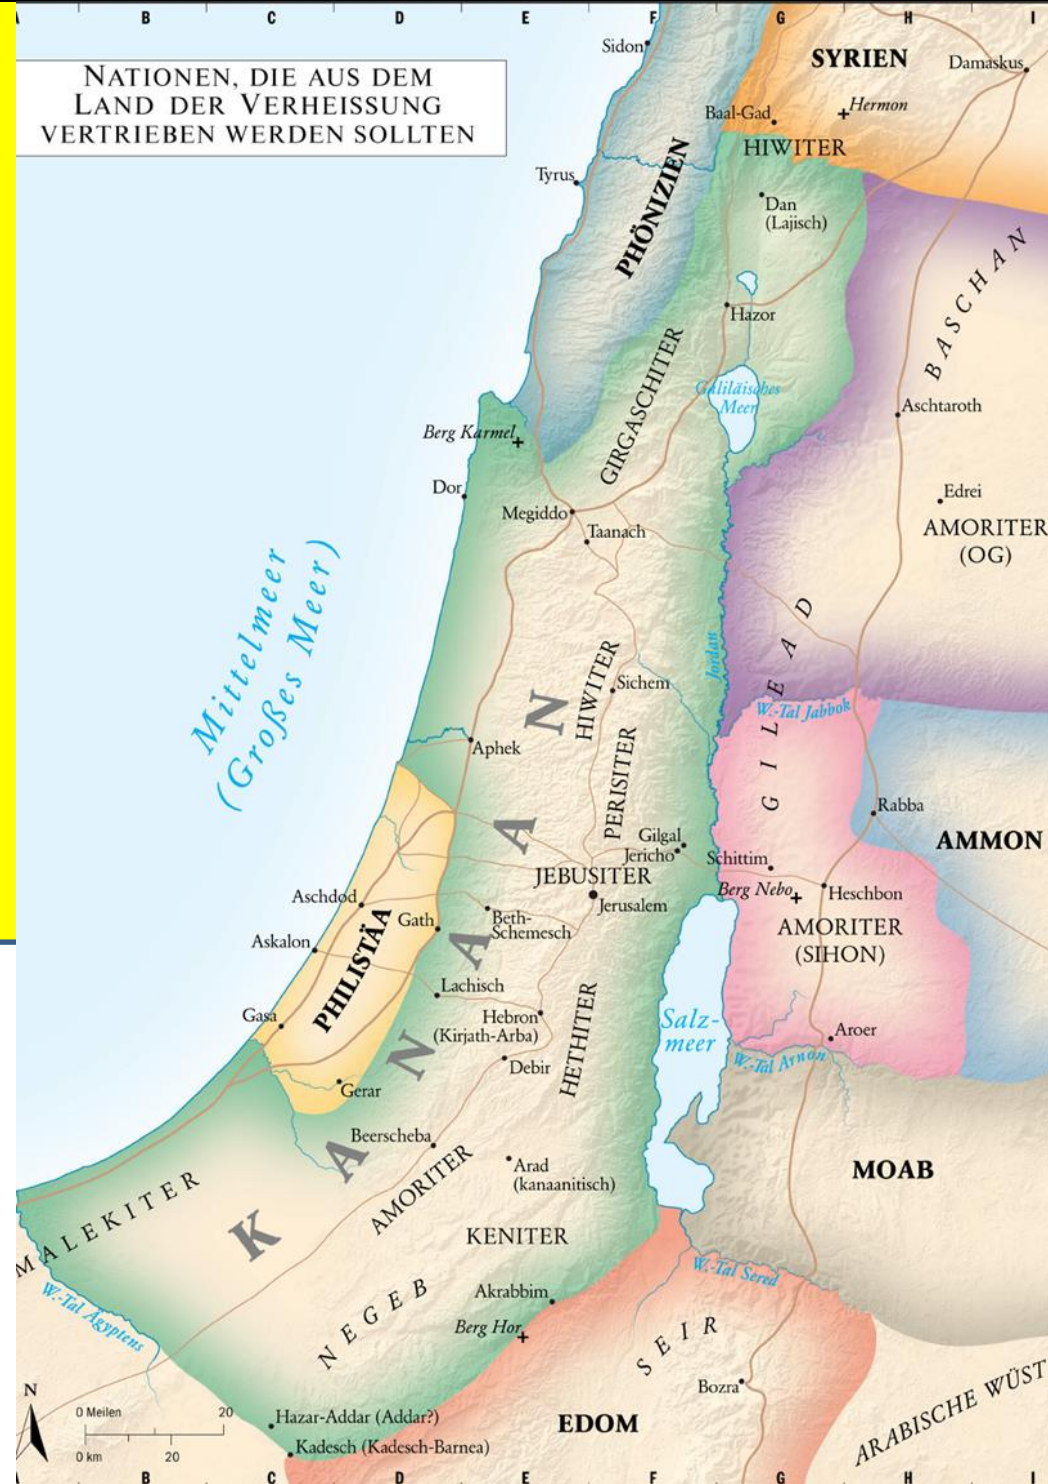 A B C D E F G H I
NATIONEN, DIE AUS DEM
LAND DER VERHEISSUNG
VERTRIEBEN WERDEN SOLLTEN
Sidon
SYRIEN
Damaskus
Hermon
Baal-Gad
HIWITER
Tyrus
PHÖNIZIEN
Dan
(Lajisch)
BASCHAN
Hazor
GIRGASCHITER
Galiläisches
Meer
Aschtaroth
Berg Karmel
Dor
Edrei
Megiddo
Taanach
AMORITER
(OG)
Mittelmeer
(Großes Meer)
GILEAD
Jordan
HIWITER
Sichem
W.-Tal Jabbok
KANAAN
Aphek
PERISITER
Rabba
AMMON
Gilgal
Jericho
Schittim
JEBUSITER
Berg Nebo
Heschbon
Jerusalem
Aschdod
Gath
Beth-
Schemesch
AMORITER
(SIHON)
Askalon
PHILISTÄA
Lachisch
Gasa
Hebron
(Kirjath-Arba)
HETHITER
Salz-
meer
Aroer
W.-Tal Arnon
Debir
Gerar
Beerscheba
AMORITER
Arad
(kanaanitisch)
MOAB
MALEKITER
KENITER
W.-Tal Sered
W.-Tal Ägyptens
NEGEB
Akrabbim
Berg Hor
SEIR
Bozra
ARABISCHE WÜST
N
0 Meilen 20
0 km 20
Hazar-Addar (Addar?)
Kadesch (Kadesch-Barnea)
EDOM
B C D E F G H I